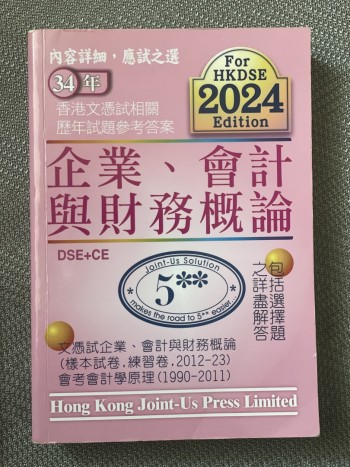 內容詳細，應試之選
34年
For
HKDSE
2024
Edition
香港文憑試相關
歷年試題參考答案
企業、會計
與財務概論
DSE+CE
Joint-Us Solution
5**
makes the road to 5** easier...
包括選擇題
之詳盡解答
文憑試企業、會計與財務概論
(樣本試卷,練習卷,2012-23)
會考會計學原理(1990-2011)
Hong Kong Joint-Us Press Limited